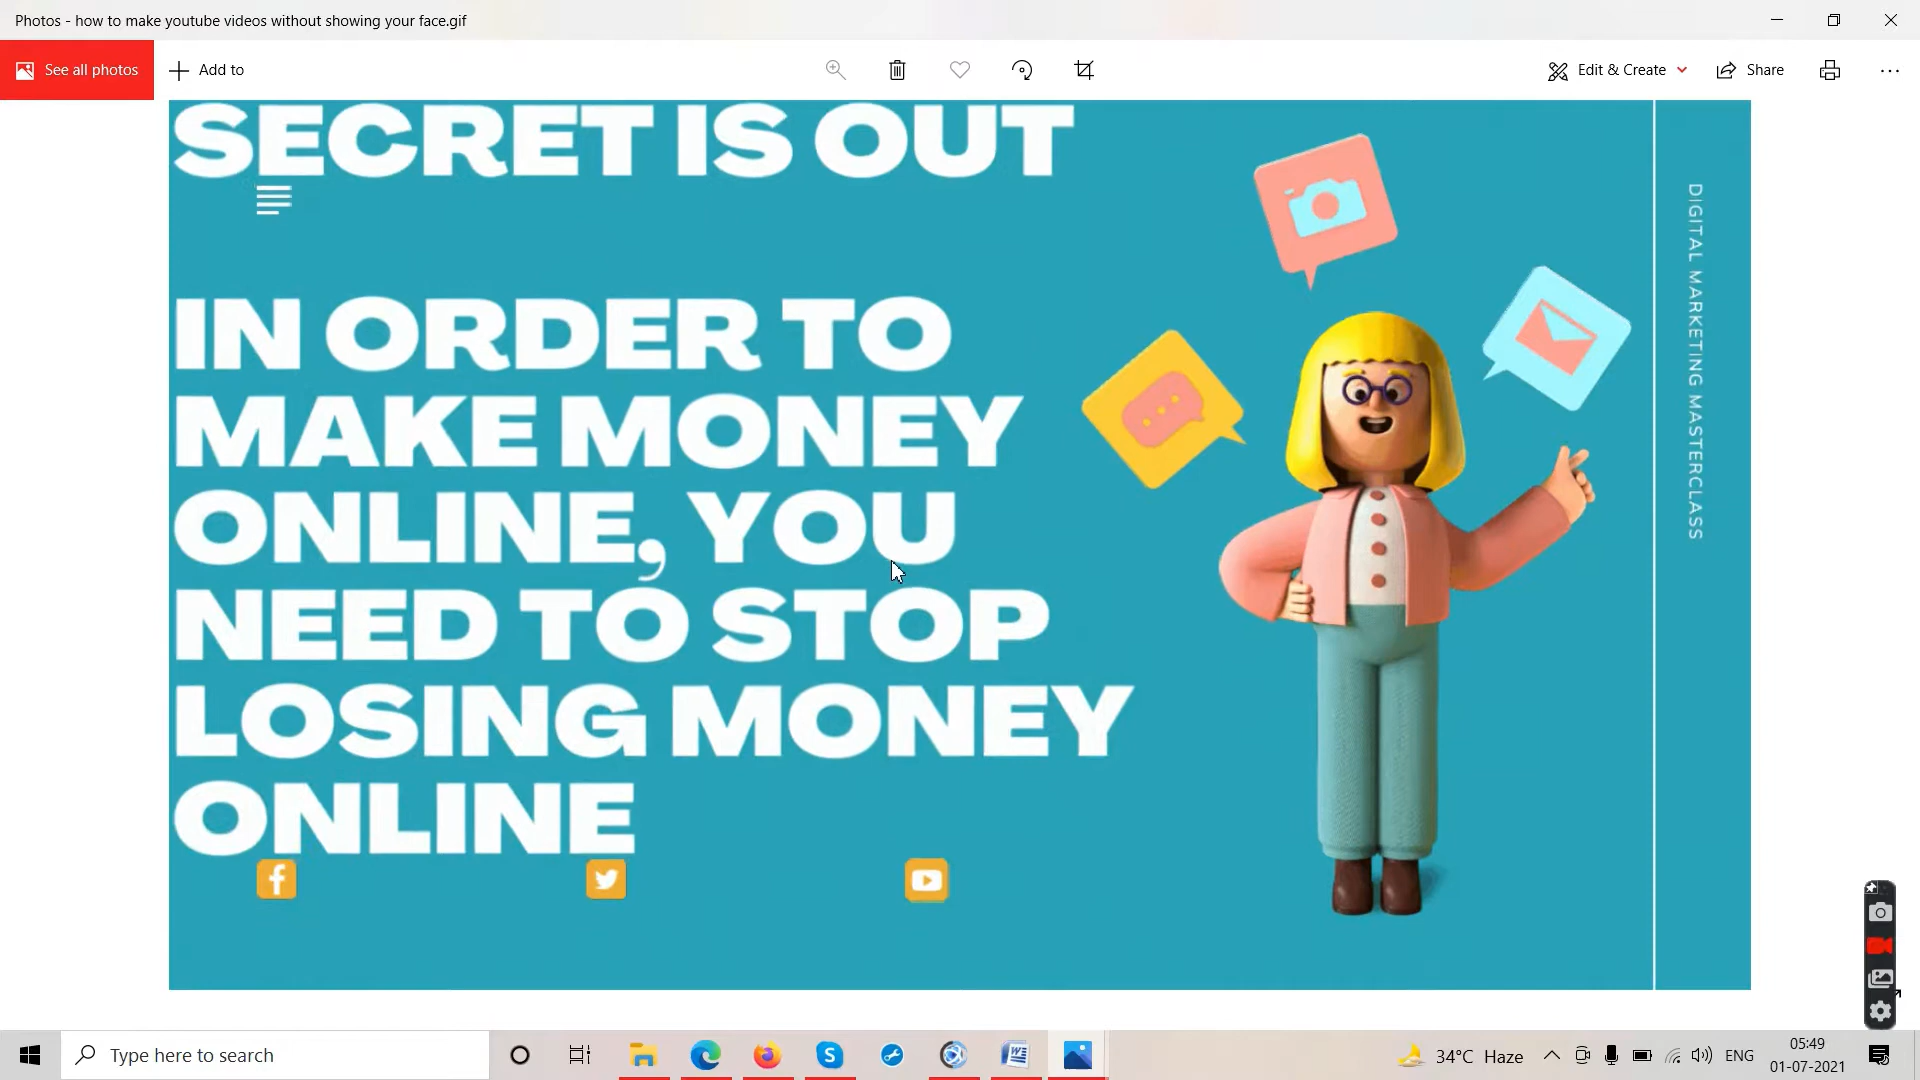 Photos - how to make youtube videos without showing your face.gif
See all photos
Add to
Edit & Create
Share
SECRET IS OUT
IN ORDER TO
MAKE MONEY
ONLINE, YOU
NEED TO STOP
LOSING MONEY
ONLINE
DIGITAL MARKETING MASTERCLASS
Type here to search
34°C Haze
ENG
05:49
01-07-2021